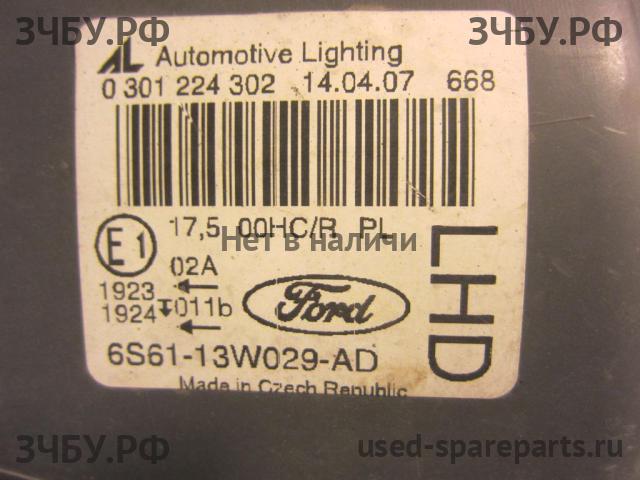 ЗЧБУ.РФ
ЗЧБУ.РФ
AL Automotive Lighting
0 301 224 302 14.04.07 668
17,5 00HC/R PL
Нет в наличии
E1
02A
1923
1924 011b
Ford
LHD
6S61-13W029-AD
Made in Czech Republic
ЗЧБУ.РФ
used-spareparts.ru